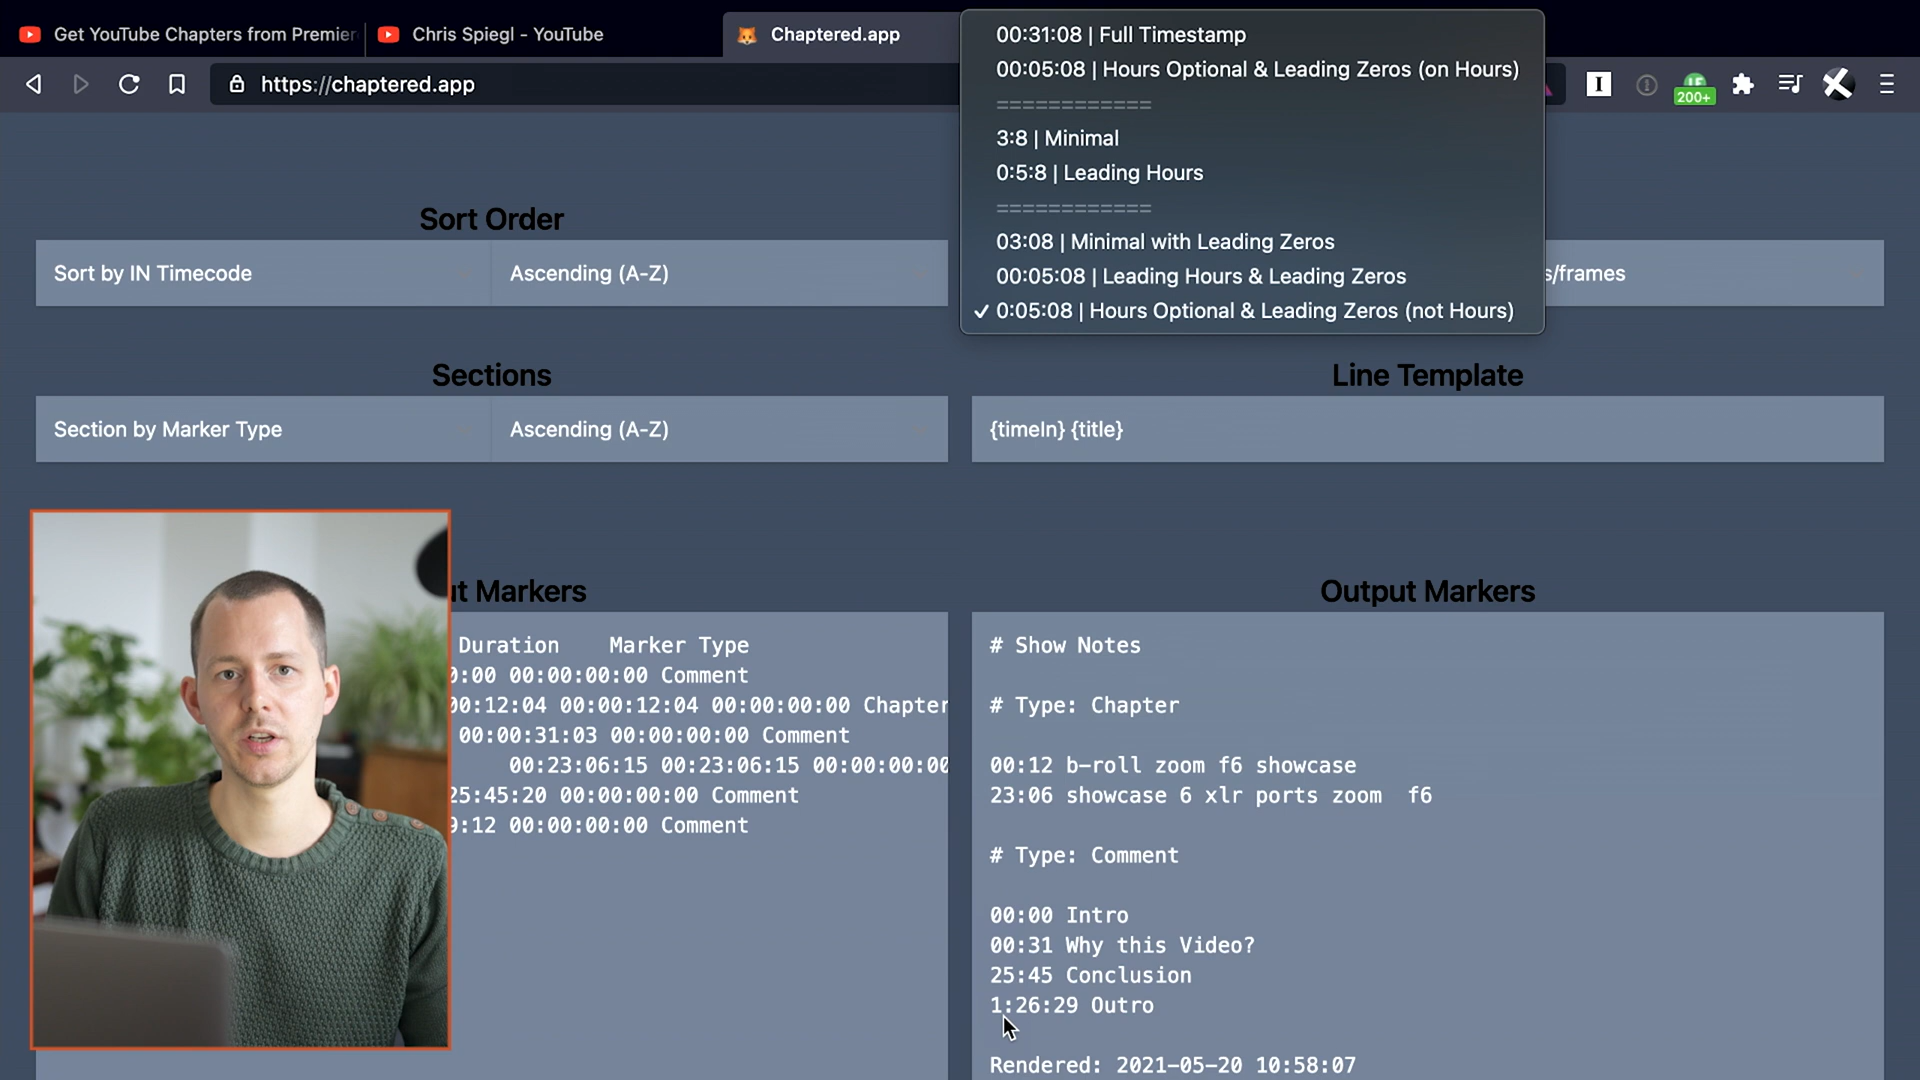 Get YouTube Chapters from Premier
Chris Spiegl - YouTube
Chaptered.app
https://chaptered.app
200+
00:31:08 | Full Timestamp
00:05:08 | Hours Optional & Leading Zeros (on Hours)
============
3:8 | Minimal
0:5:8 | Leading Hours
============
03:08 | Minimal with Leading Zeros
00:05:08 | Leading Hours & Leading Zeros
✓ 0:05:08 | Hours Optional & Leading Zeros (not Hours)
Sort Order
Sort by IN Timecode
Ascending (A-Z)
s/frames
Sections
Section by Marker Type
Ascending (A-Z)
Line Template
{timeIn} {title}
ut Markers
Duration Marker Type
0:00 00:00:00:00 Comment
00:12:04 00:00:12:04 00:00:00:00 Chapter
00:00:31:03 00:00:00:00 Comment
00:23:06:15 00:23:06:15 00:00:00:00
25:45:20 00:00:00:00 Comment
9:12 00:00:00:00 Comment
Output Markers
# Show Notes
# Type: Chapter
00:12 b-roll zoom f6 showcase
23:06 showcase 6 xlr ports zoom  f6
# Type: Comment
00:00 Intro
00:31 Why this Video?
25:45 Conclusion
1:26:29 Outro
Rendered: 2021-05-20 10:58:07